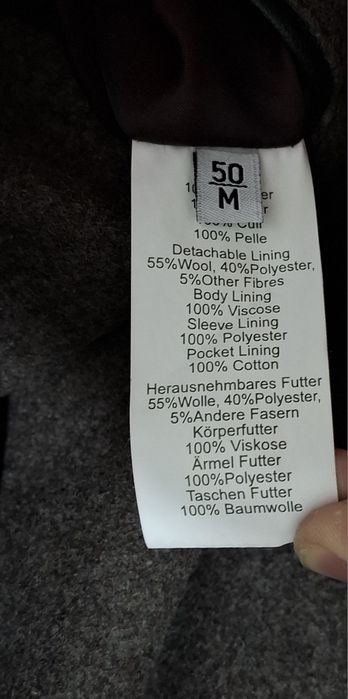 50
M
100% Pelle
Detachable Lining
55%Wool, 40%Polyester,
5%Other Fibres
Body Lining
100% Viscose
Sleeve Lining
100% Polyester
Pocket Lining
100% Cotton
Herausnehmbares Futter
55%Wolle, 40%Polyester,
5%Andere Fasern
Körperfutter
100% Viskose
Ärmel Futter
100%Polyester
Taschen Futter
100% Baumwolle